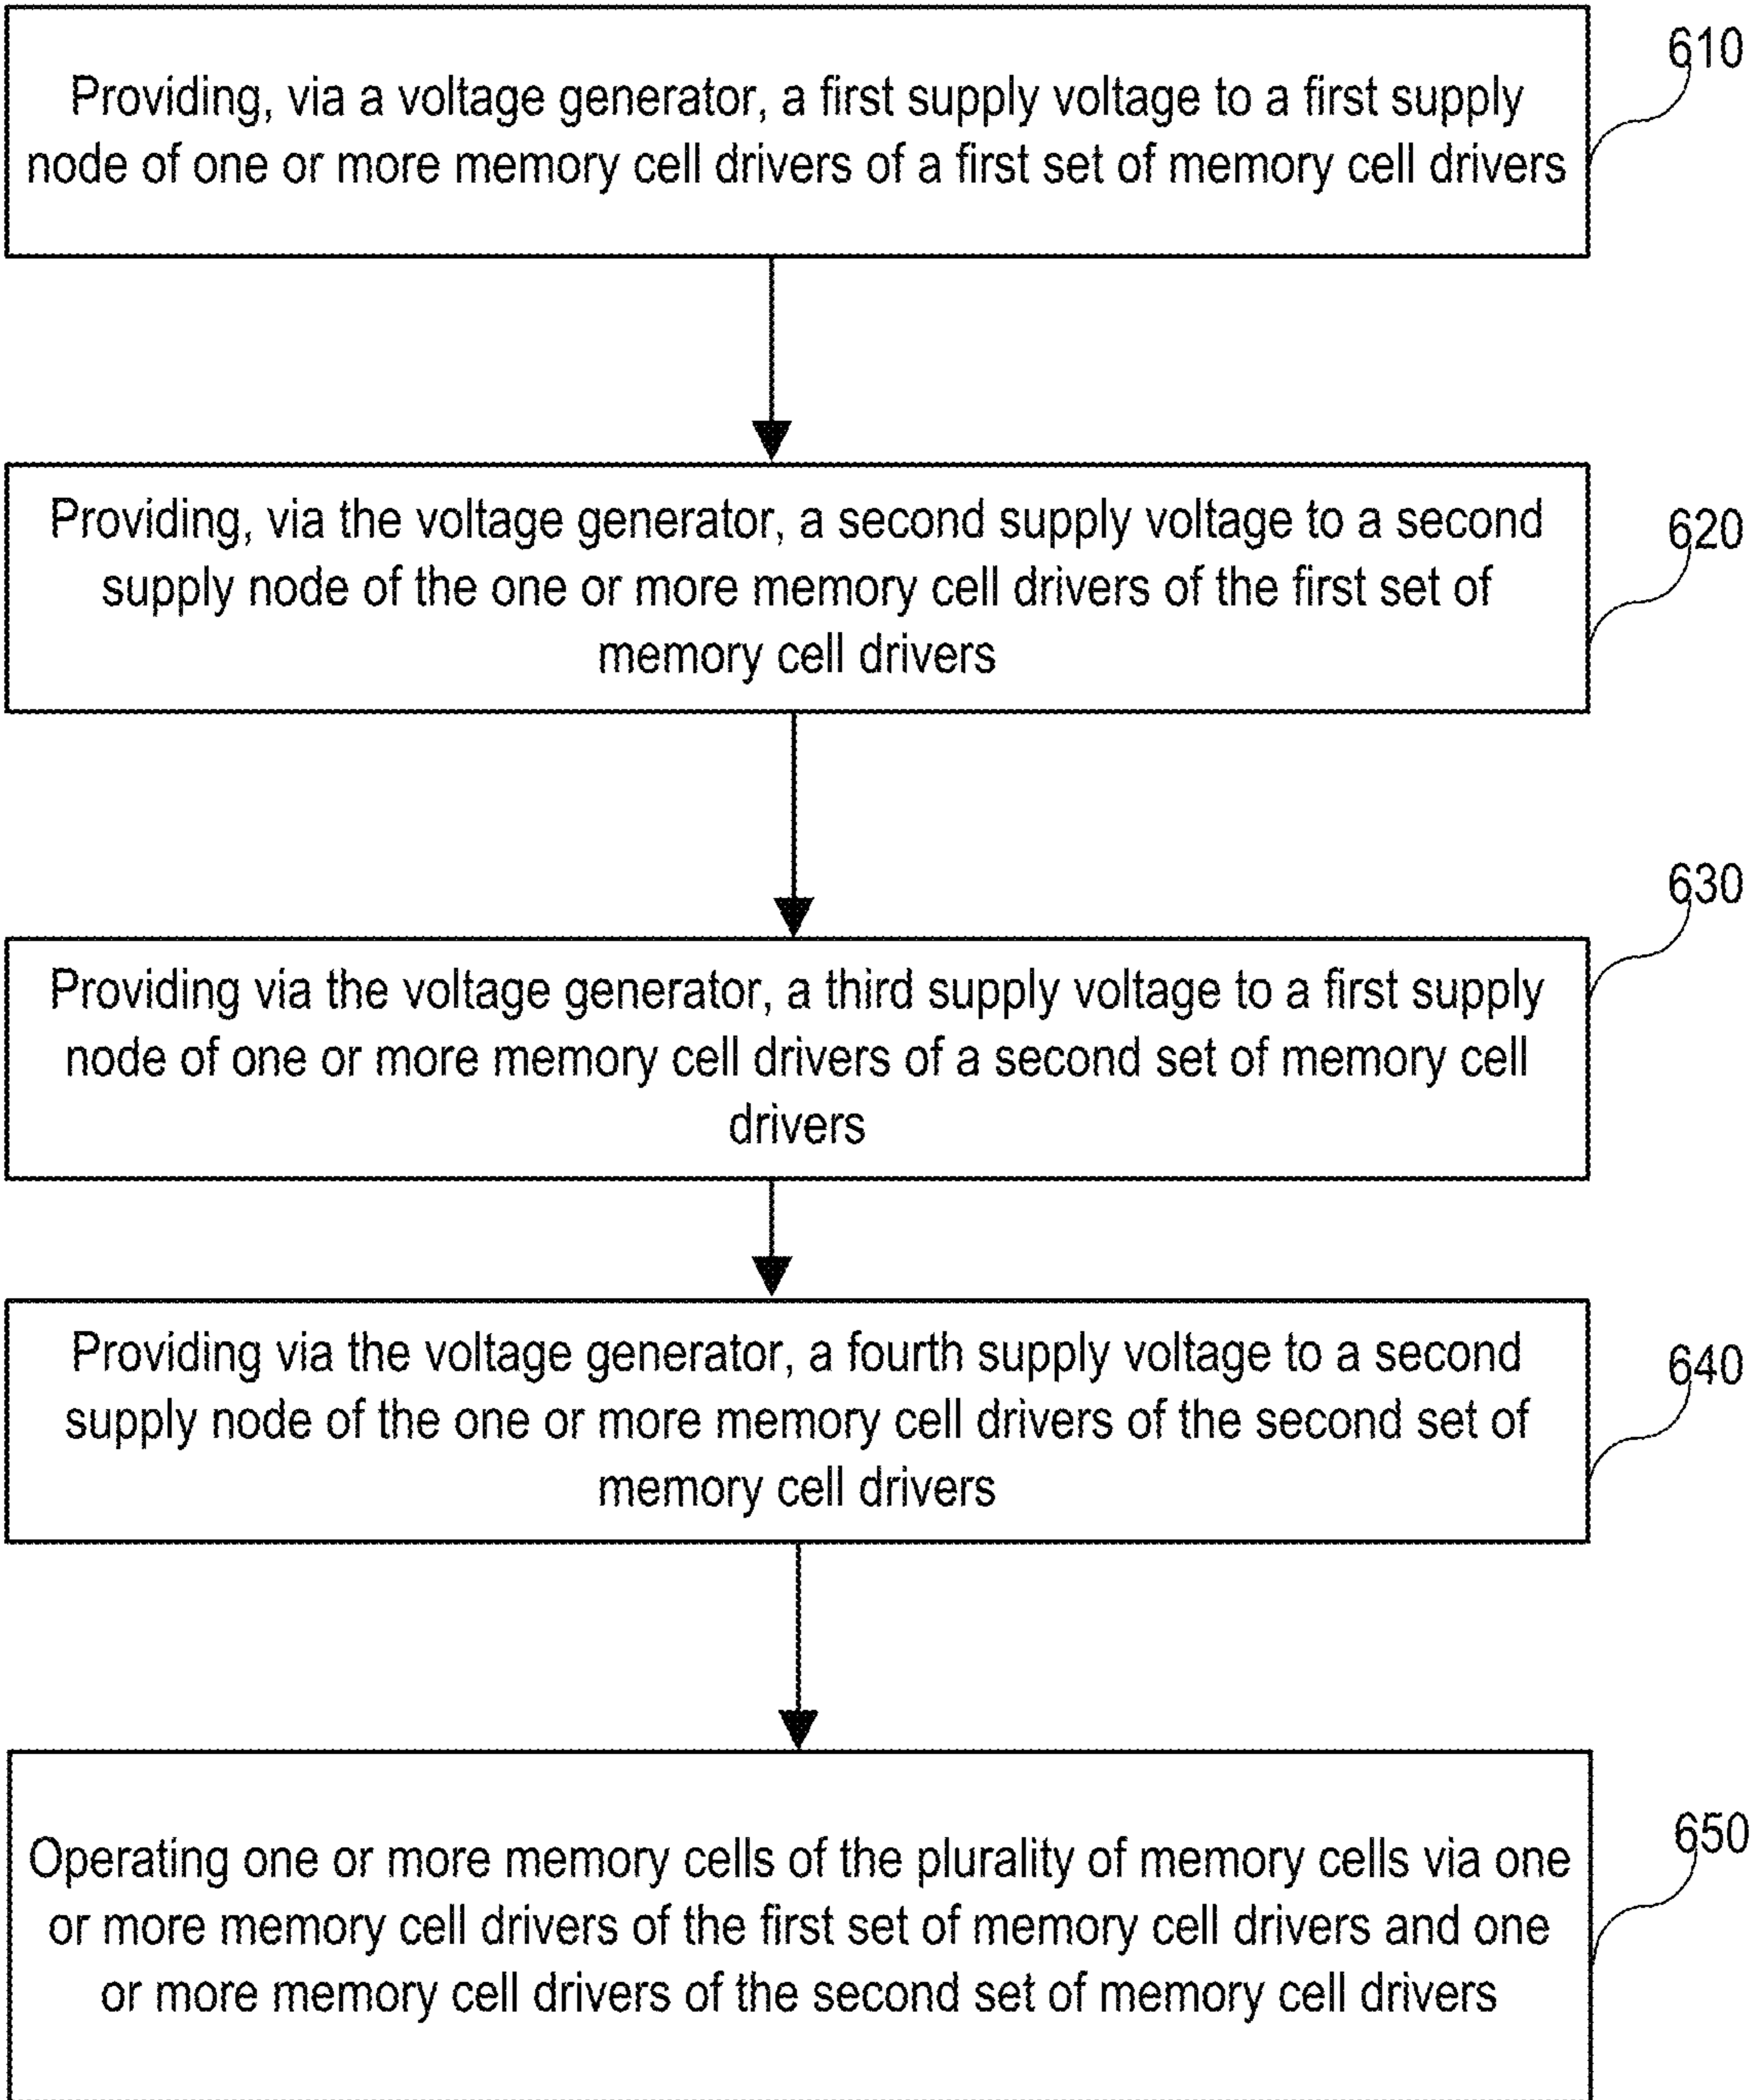 610
Providing, via a voltage generator, a first supply voltage to a first supply
node of one or more memory cell drivers of a first set of memory cell drivers
620
Providing, via the voltage generator, a second supply voltage to a second
supply node of the one or more memory cell drivers of the first set of
memory cell drivers
630
Providing via the voltage generator, a third supply voltage to a first supply
node of one or more memory cell drivers of a second set of memory cell
drivers
640
Providing via the voltage generator, a fourth supply voltage to a second
supply node of the one or more memory cell drivers of the second set of
memory cell drivers
650
Operating one or more memory cells of the plurality of memory cells via one
or more memory cell drivers of the first set of memory cell drivers and one
or more memory cell drivers of the second set of memory cell drivers